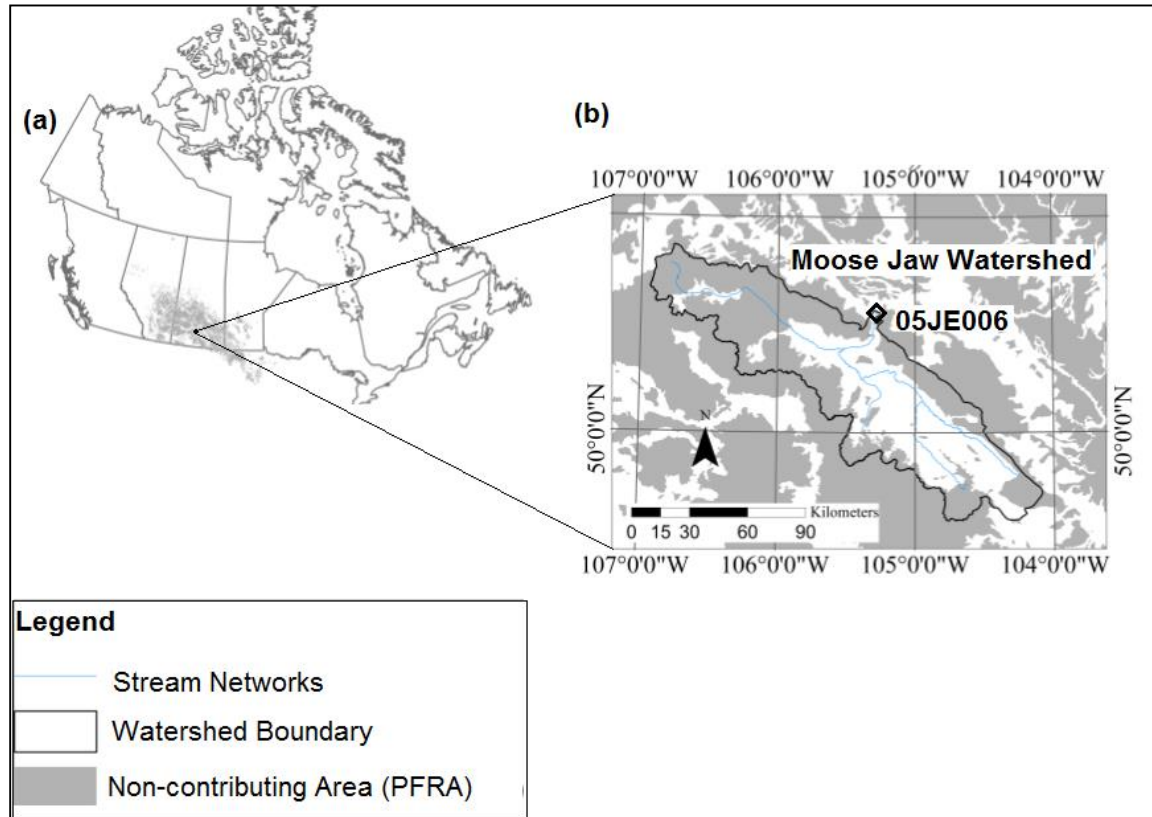 (a)
(b)
107°0'0"W 106°0'0"W 105°0'0"W 104°0'0"W
Moose Jaw Watershed
05JE006
50°0'0"N
50°0'0"N
N
Kilometers
0 15 30 60 90
107°0'0"W 106°0'0"W 105°0'0"W 104°0'0"W
Legend
Stream Networks
Watershed Boundary
Non-contributing Area (PFRA)